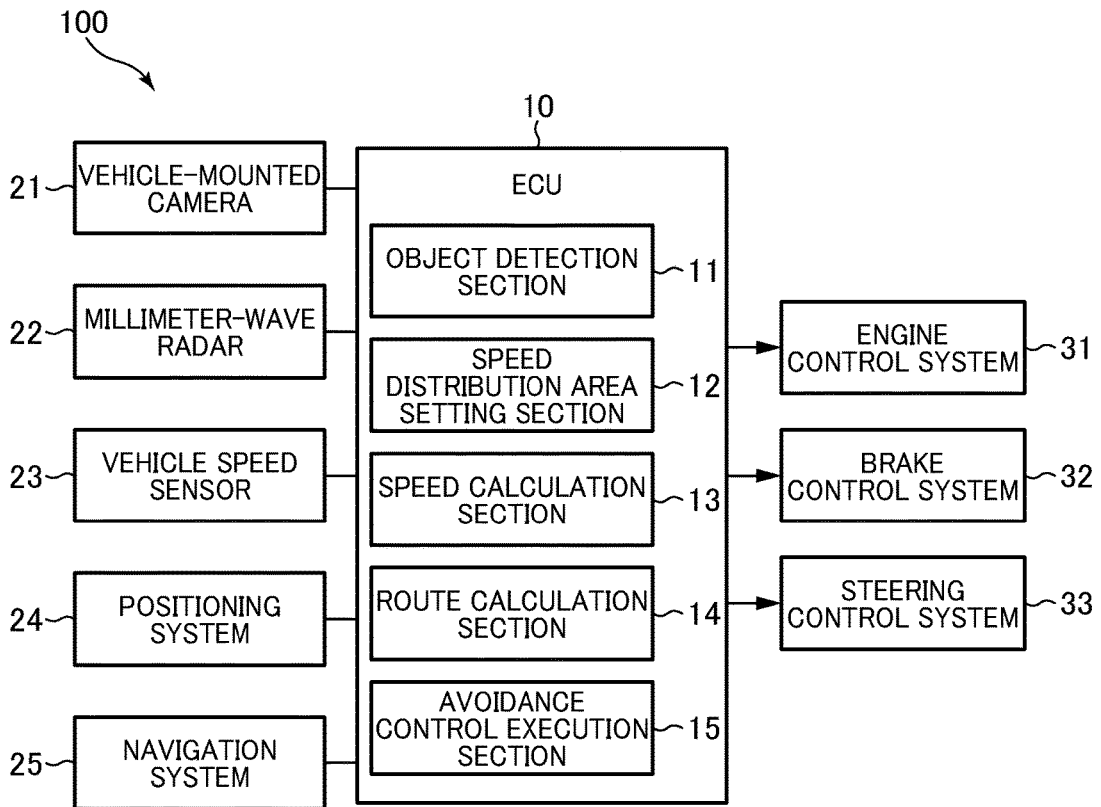 100
10
21
VEHICLE-MOUNTED
CAMERA
22
MILLIMETER-WAVE
RADAR
23
VEHICLE SPEED
SENSOR
24
POSITIONING
SYSTEM
25
NAVIGATION
SYSTEM
ECU
OBJECT DETECTION
SECTION
11
SPEED
DISTRIBUTION AREA
SETTING SECTION
12
SPEED CALCULATION
SECTION
13
ROUTE CALCULATION
SECTION
14
AVOIDANCE
CONTROL EXECUTION
SECTION
15
ENGINE
CONTROL SYSTEM
31
BRAKE
CONTROL SYSTEM
32
STEERING
CONTROL SYSTEM
33